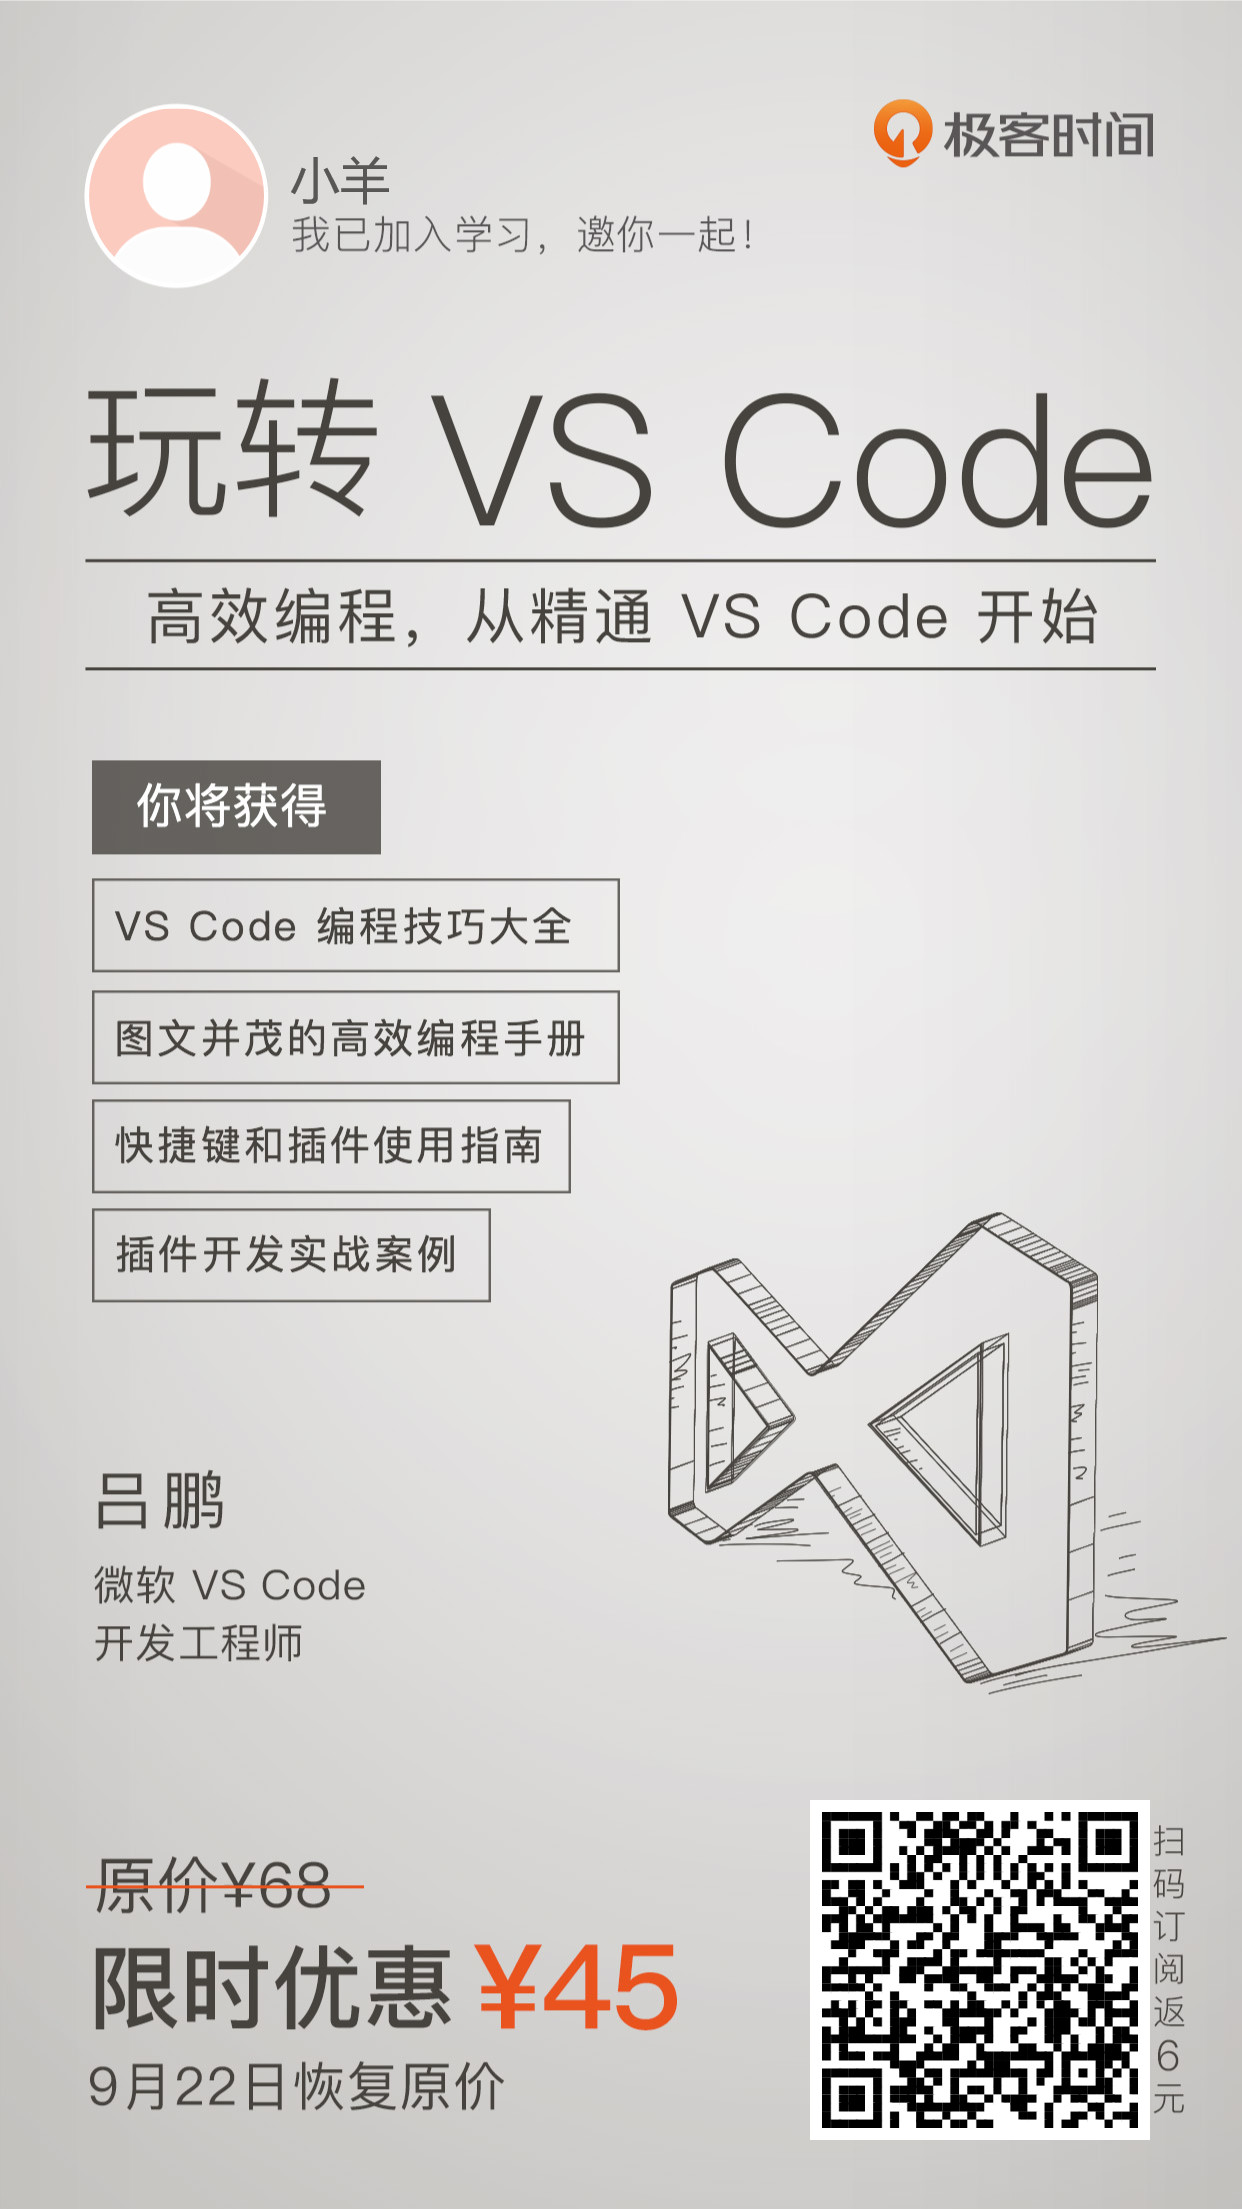 极客时间
小羊
我已加入学习，邀你一起！
玩转 VS Code
高效编程，从精通 VS Code 开始
你将获得
VS Code 编程技巧大全
图文并茂的高效编程手册
快捷键和插件使用指南
插件开发实战案例
吕鹏
微软 VS Code
开发工程师
原价¥68
限时优惠 ¥45
9月22日恢复原价
扫码订阅返6元